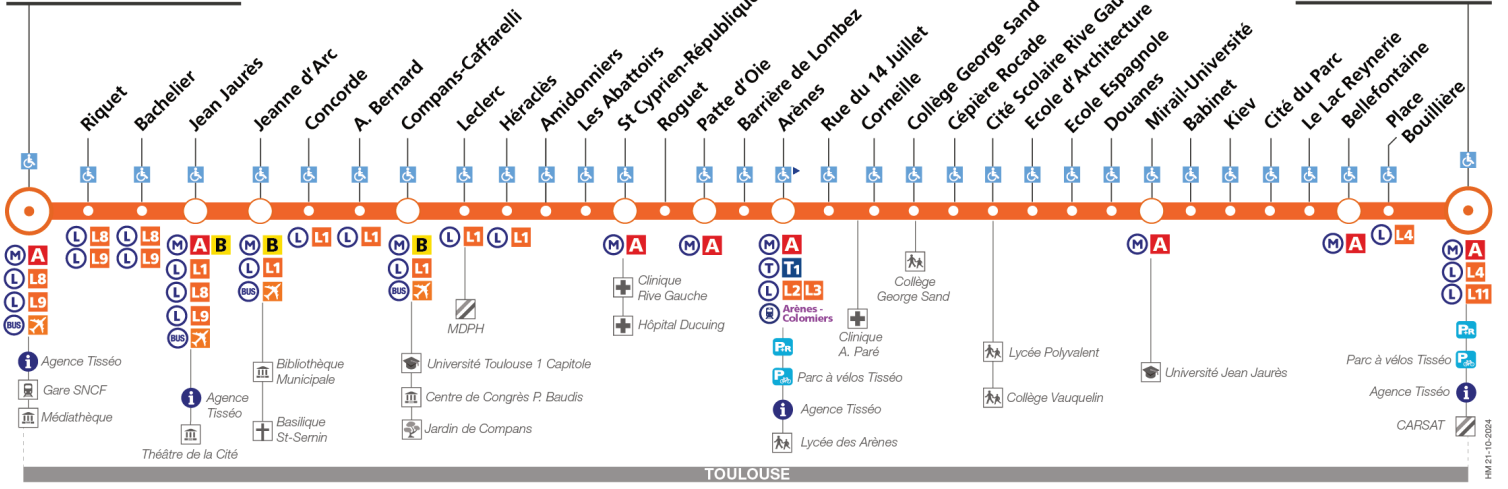 Riquet
Bachelier
Jean Jaurès
Jeanne d'Arc
Concorde
A. Bernard
Compans-Caffarelli
Leclerc
Héraclès
Amidonniers
Les Abattoirs
St Cyprien-République
Roguet
Patte d'Oie
Barrière de Lombez
Arènes
Rue du 14 Juillet
Corneille
Collège George Sand
Cépière Rocade
Cité Scolaire Rive
Ecole d'Architecture
Ecole Espagnole
Douanes
Mirail-Université
Babinet
Kiev
Cité du Parc
Le Lac Reynerie
Bellefontaine
Place
Bouillière
M A
L L8
L L9
BUS
i Agence Tisséo
Gare SNCF
Médiathèque
L L8
L L9
L L8
L L9
M A B
L L1
L L8
L L9
BUS
i Agence
Tisséo
Théâtre de la Cité
M B
L L1
BUS
Bibliothèque
Municipale
Basilique
St-Sernin
L L1
L L1
M B
L L1
BUS
Université Toulouse 1 Capitole
Centre de Congrès P. Baudis
Jardin de Compans
L L1
MDPH
L L1
M A
Clinique
Rive Gauche
Hôpital Ducuing
M A
M A
T T1
L L2 L3
Arènes -
Colomiers
P+R
P Parc à vélos Tisséo
i Agence Tisséo
Lycée des Arènes
Clinique
A. Paré
Collège
George Sand
Lycée Polyvalent
Collège Vauquelin
M A
Université Jean Jaurès
M A
L L4
M A
L L4
L L11
P+R
Parc à vélos Tisséo P
Agence Tisséo i
CARSAT
TOULOUSE
HM 21-10-2024